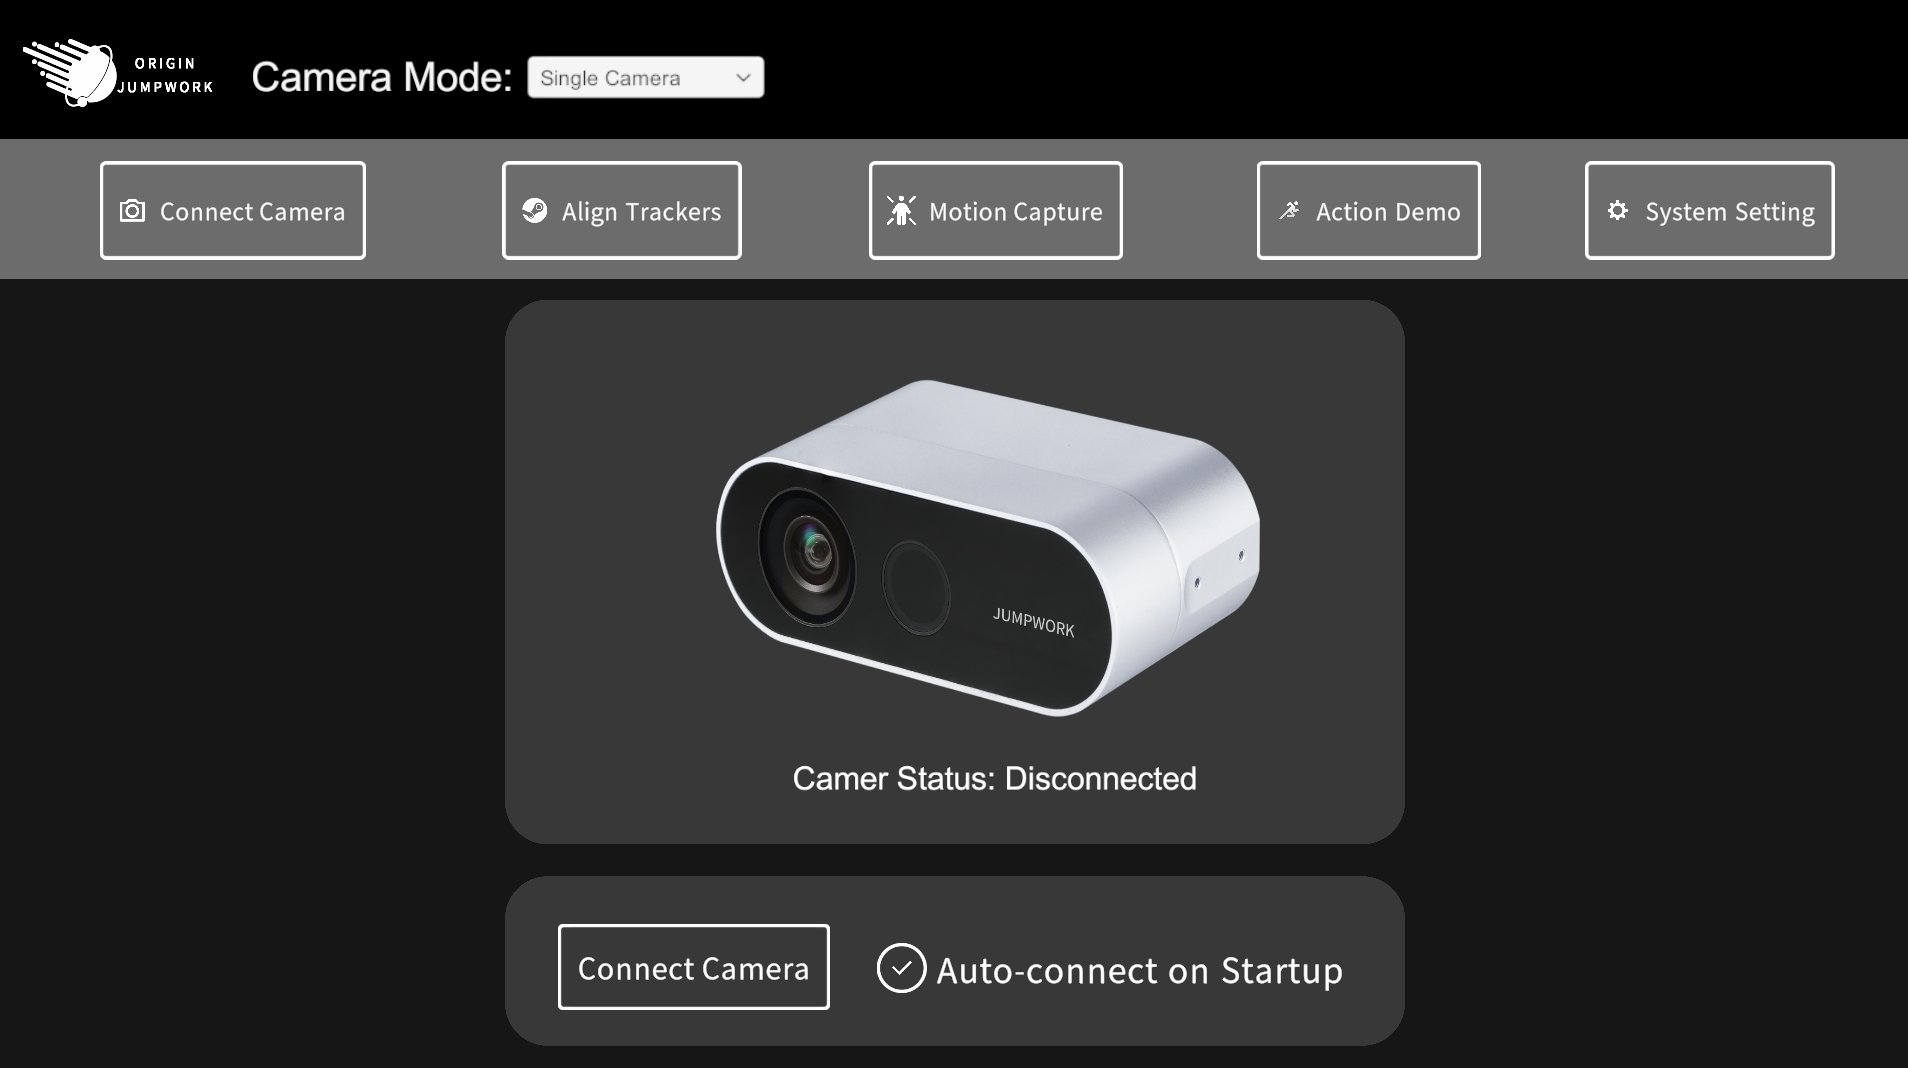 ORIGIN
JUMPWORK
Camera Mode: Single Camera
Connect Camera
Align Trackers
Motion Capture
Action Demo
System Setting
JUMPWORK
Camer Status: Disconnected
Connect Camera
Auto-connect on Startup